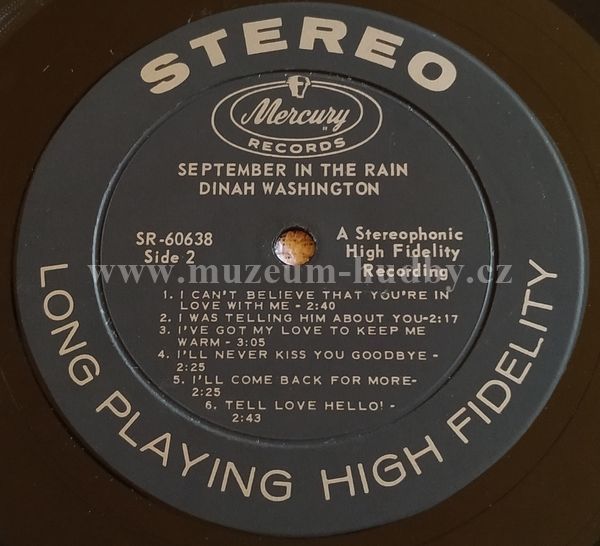 STEREO
Mercury
RECORDS
SEPTEMBER IN THE RAIN
DINAH WASHINGTON
SR-60638
Side 2
A Stereophonic
High Fidelity
Recording
www.muzeum-hudby.cz
1. I CAN'T BELIEVE THAT YOU'RE IN
LOVE WITH ME - 2:40
2. I WAS TELLING HIM ABOUT YOU-2:17
3. I'VE GOT MY LOVE TO KEEP ME
WARM - 3:05
4. I'LL NEVER KISS YOU GOODBYE -
2:25
5. I'LL COME BACK FOR MORE-
2:25
6. TELL LOVE HELLO! -
2:43
LONG PLAYING HIGH FIDELITY